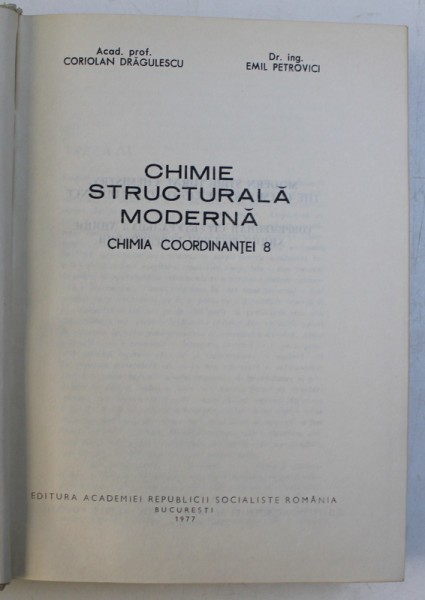 Acad. prof.
CORIOLAN DRĂGULESCU
Dr. ing.
EMIL PETROVICI
CHIMIE
STRUCTURALĂ
MODERNĂ
CHIMIA COORDINANȚEI 8
EDITURA ACADEMIEI REPUBLICII SOCIALISTE ROMÂNIA
BUCUREȘTI
1977